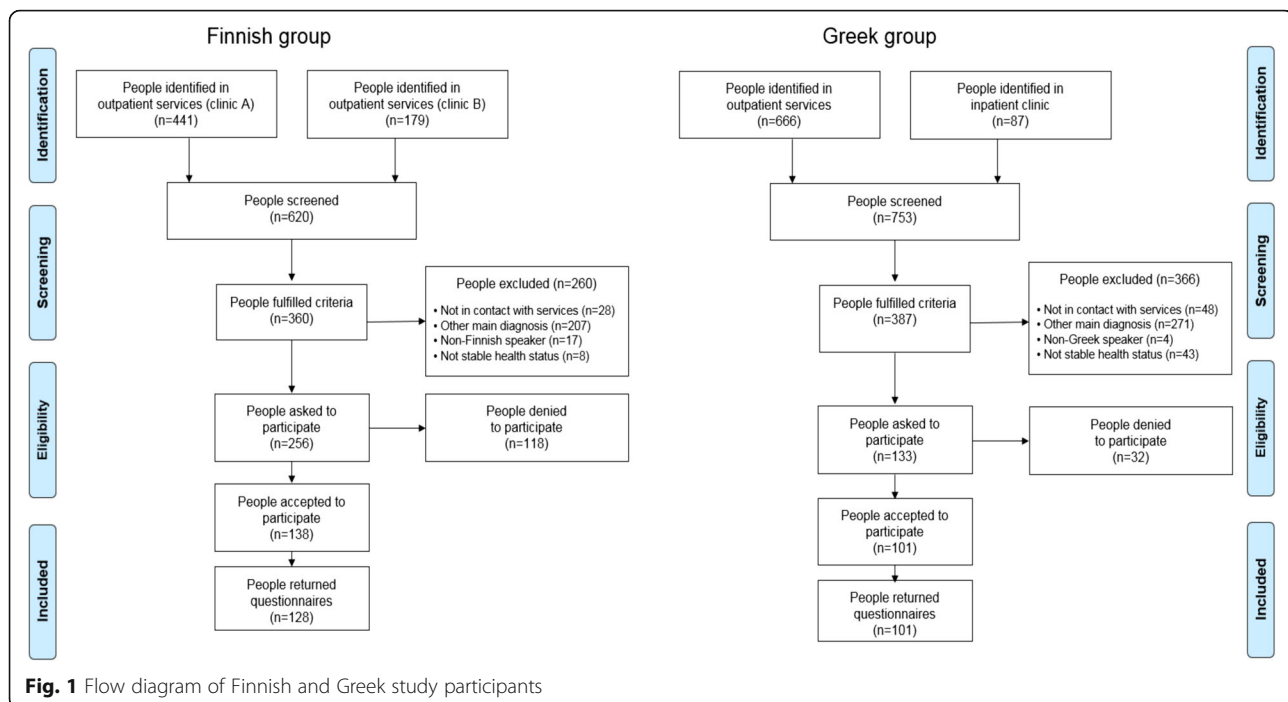 Finnish group
Identification
People identified in
outpatient services (clinic A)
(n=441)
People identified in
outpatient services (clinic B)
(n=179)
Screening
People screened
(n=620)
People fulfilled criteria
(n=360)
People excluded (n=260)
• Not in contact with services (n=28)
• Other main diagnosis (n=207)
• Non-Finnish speaker (n=17)
• Not stable health status (n=8)
Eligibility
People asked to
participate
(n=256)
People denied
to participate
(n=118)
People accepted to
participate
(n=138)
Included
People returned
questionnaires
(n=128)
Greek group
Identification
People identified in
outpatient services
(n=666)
People identified in
inpatient clinic
(n=87)
Screening
People screened
(n=753)
People fulfilled criteria
(n=387)
People excluded (n=366)
• Not in contact with services (n=48)
• Other main diagnosis (n=271)
• Non-Greek speaker (n=4)
• Not stable health status (n=43)
Eligibility
People asked to
participate
(n=133)
People denied
to participate
(n=32)
People accepted to
participate
(n=101)
Included
People returned
questionnaires
(n=101)
Fig. 1 Flow diagram of Finnish and Greek study participants